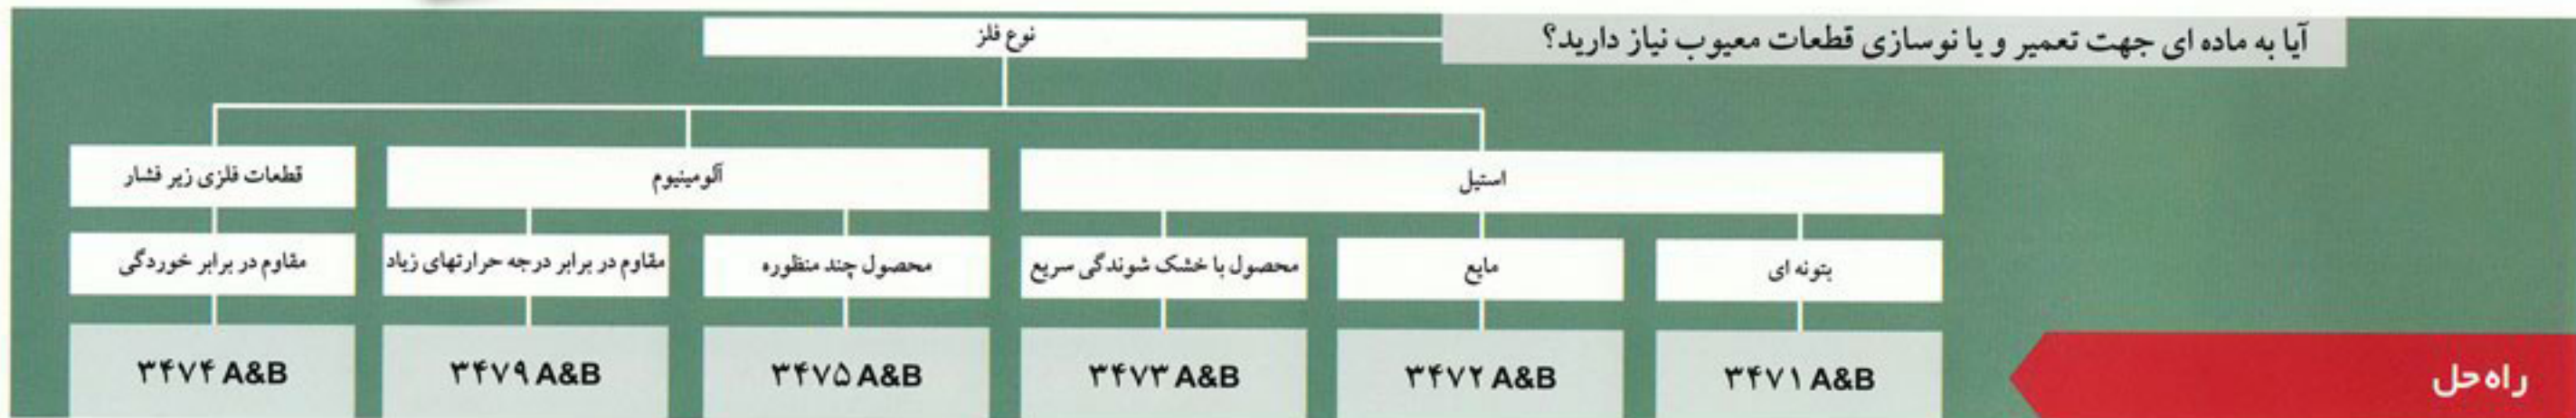 آیا به ماده ای جهت تعمیر و یا نوسازی قطعات معیوب نیاز دارید؟
نوع فلز
استیل
آلومینیوم
قطعات فلزی زیر فشار
بتونه ای
مایع
محصول با خشک شوندگی سریع
محصول چند منظوره
مقاوم در برابر درجه حرارتهای زیاد
مقاوم در برابر خوردگی
راه حل
۳۴۷۱ A&B
۳۴۷۲ A&B
۳۴۷۳ A&B
۳۴۷۵ A&B
۳۴۷۹ A&B
۳۴۷۴ A&B